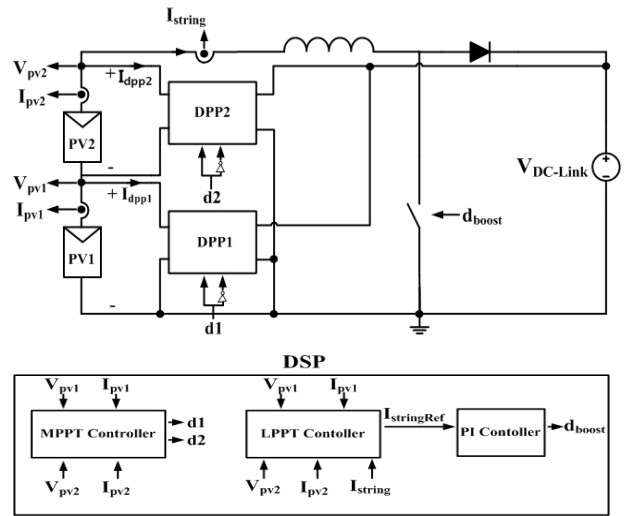 Istring
Vpv2
+ Idpp2
Ipv2
DPP2
PV2
-
d2
Vpv1
+ Idpp1
Ipv1
DPP1
PV1
-
d1
dboost
VDC-Link
+
-
DSP
Vpv1 Ipv1
MPPT Controller
d1
d2
Vpv2 Ipv2
Vpv1 Ipv1
LPPT Contoller
IstringRef
Vpv2 Ipv2 Istring
PI Contoller
dboost